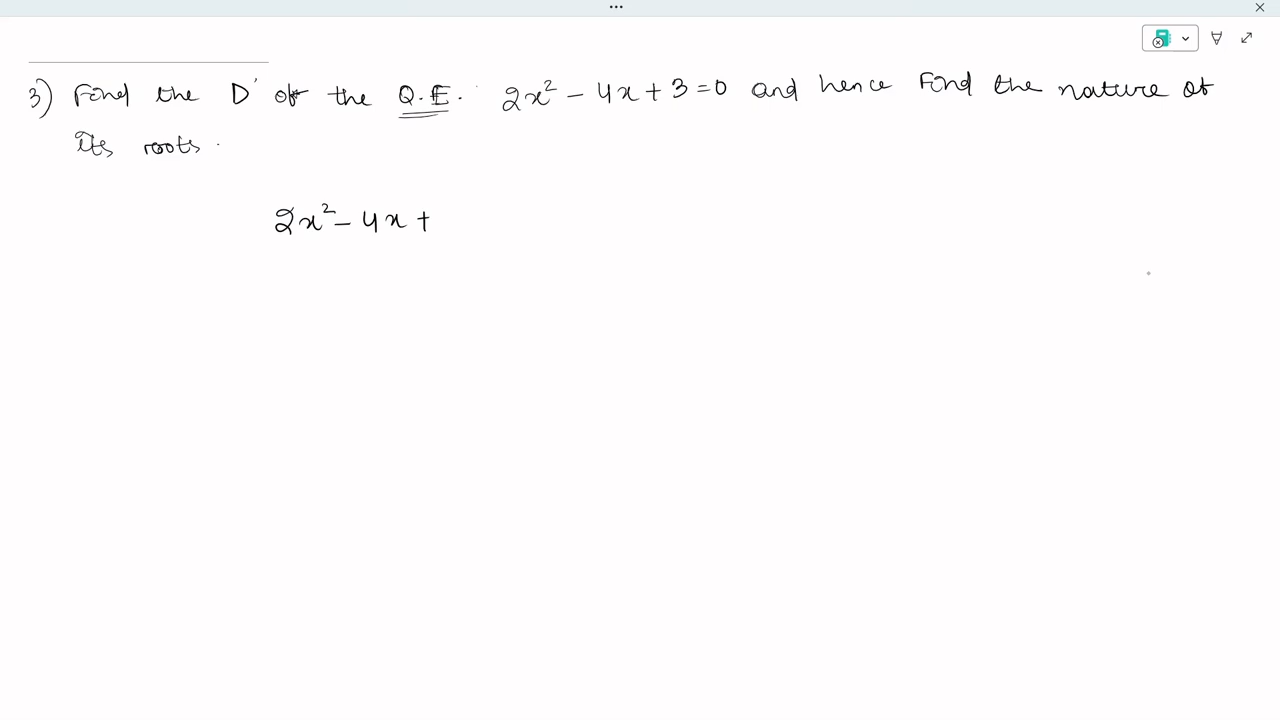 3) Find the D' of the Q.E. 2x² - 4x + 3 = 0 and hence Find the nature of
its roots.
2x² - 4x +